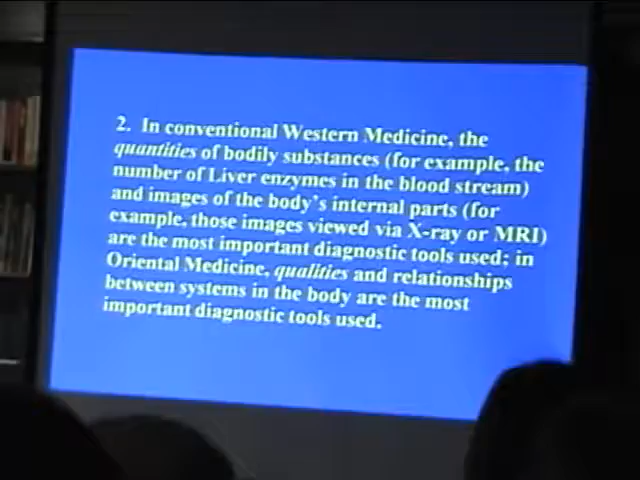 2. In conventional Western Medicine, the
quantities of bodily substances (for example, the
number of Liver enzymes in the blood stream)
and images of the body's internal parts (for
example, those images viewed via X-ray or MRI)
are the most important diagnostic tools used; in
Oriental Medicine, qualities and relationships
between systems in the body are the most
important diagnostic tools used.